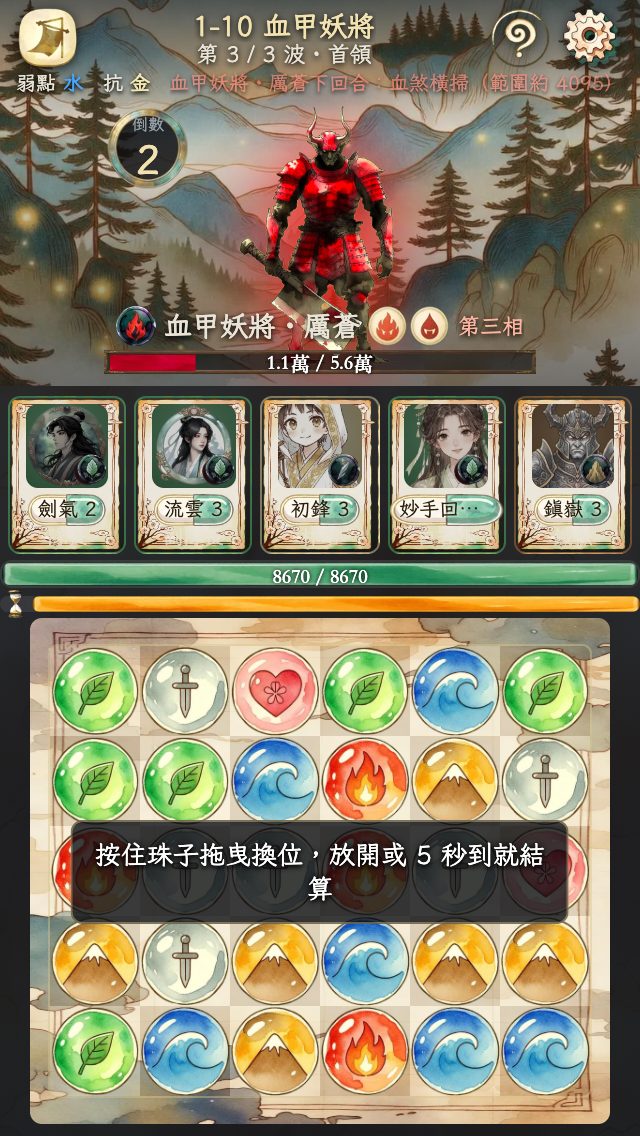 1-10 血甲妖將
第 3 / 3 波・首領
弱點 水 抗 金
血甲妖將・厲蒼下回合：血煞橫掃（範圍約 4095）
倒數
2
血甲妖將・厲蒼 第三相
1.1萬 / 5.6萬
劍氣 2
流雲 3
初鋒 3
妙手回…
鎮獄 3
8670 / 8670
按住珠子拖曳換位，放開或 5 秒到就結
算